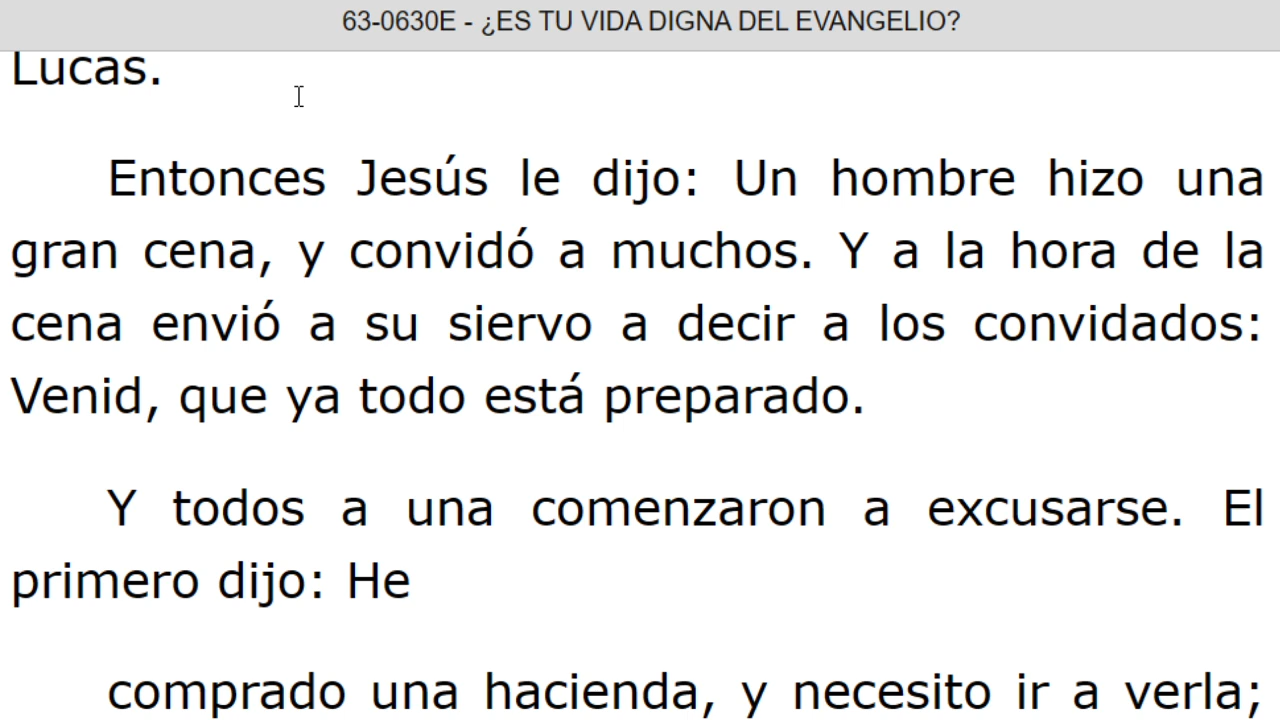 63-0630E - ¿ES TU VIDA DIGNA DEL EVANGELIO?
Lucas.
Entonces Jesús le dijo: Un hombre hizo una
gran cena, y convidó a muchos. Y a la hora de la
cena envió a su siervo a decir a los convidados:
Venid, que ya todo está preparado.
Y todos a una comenzaron a excusarse. El
primero dijo: He
comprado una hacienda, y necesito ir a verla;